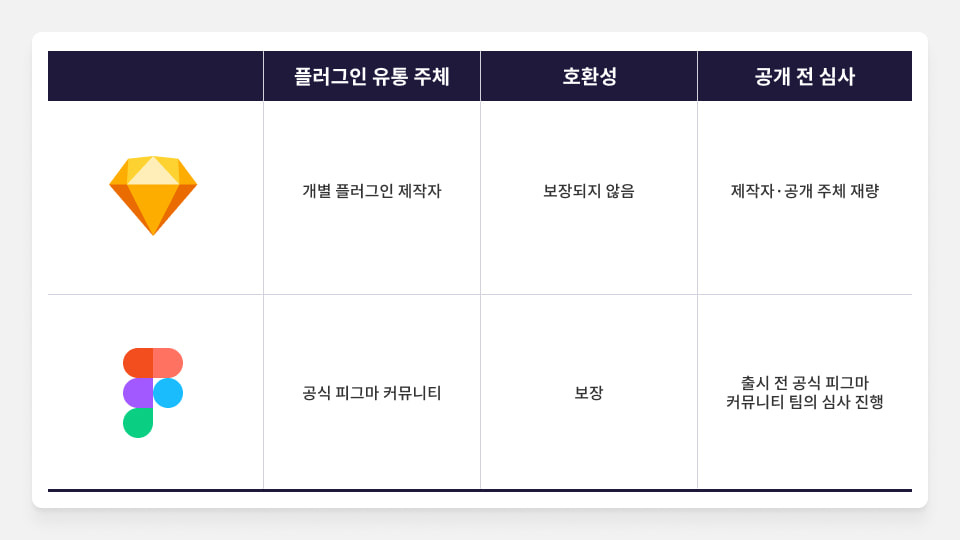 플러그인 유통 주체
호환성
공개 전 심사
개별 플러그인 제작자
보장되지 않음
제작자·공개 주체 재량
공식 피그마 커뮤니티
보장
출시 전 공식 피그마
커뮤니티 팀의 심사 진행